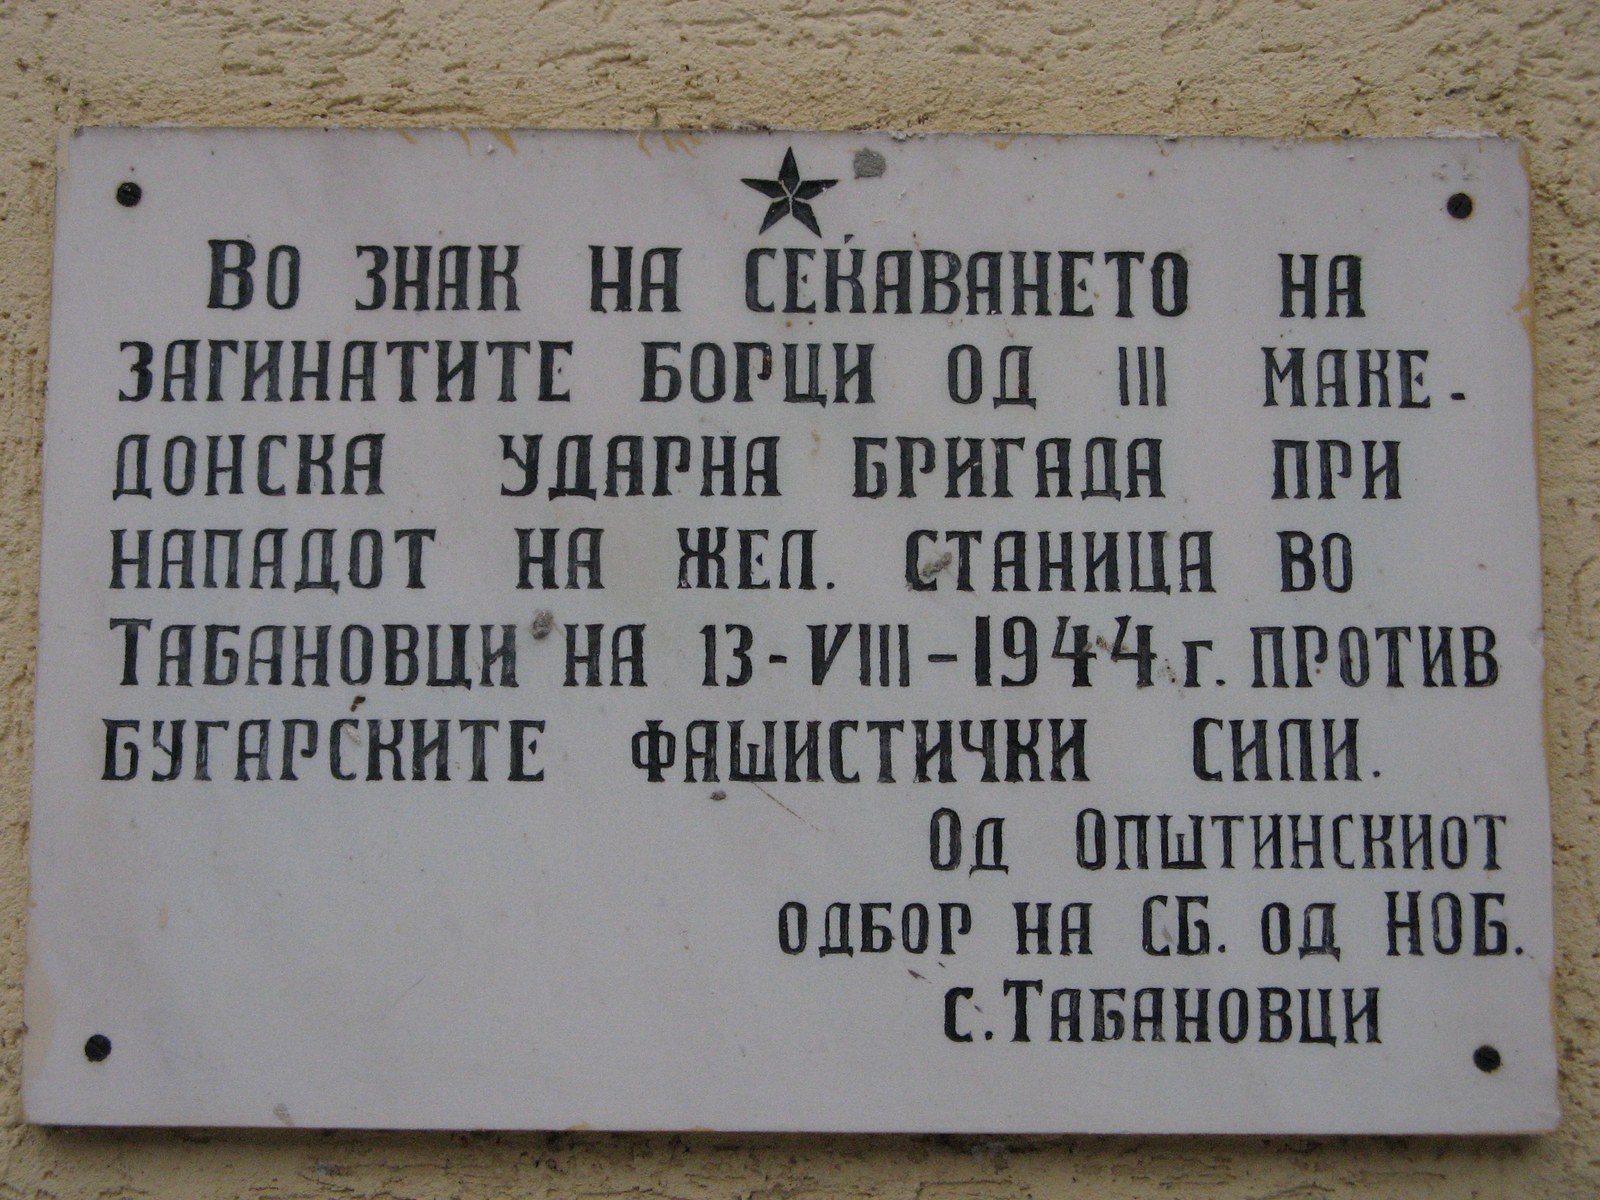 Во ЗНАК НА СЕЌАВАЊЕТО НА
ЗАГИНАТИТЕ БОРЦИ ОД III МАКЕ-
ДОНСКА УДАРНА БРИГАДА ПРИ
НАПАДОТ НА ЖЕЛ. СТАНИЦА ВО
ТАБАНОВЦИ НА 13-VIII-1944 г. ПРОТИВ
БУГАРСКИТЕ ФАШИСТИЧКИ СИЛИ.
ОД ОПШТИНСКИОТ
ОДБОР НА СБ. ОД НОБ.
с. ТАБАНОВЦИ